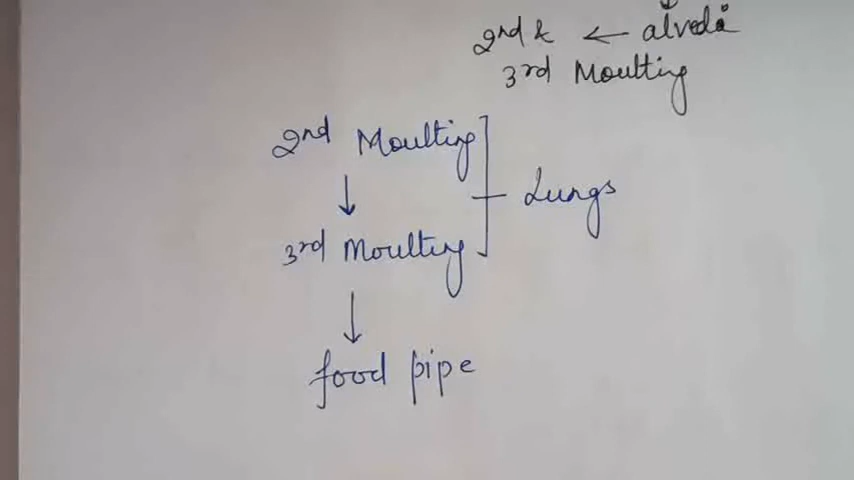 2nd & ← alveoli
3rd Moulting
2nd Moulting
↓
Lungs
3rd Moulting
↓
food pipe